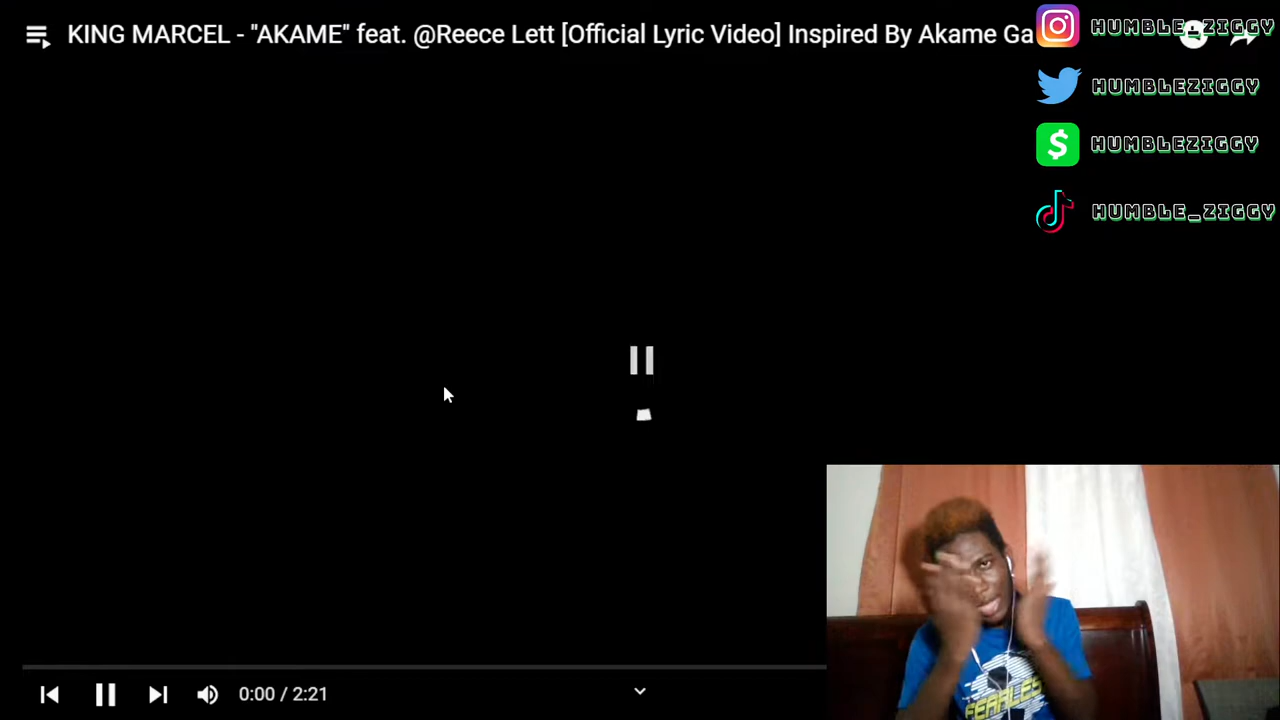 KING MARCEL - "AKAME" feat. @Reece Lett [Official Lyric Video] Inspired By Akame Ga
HUMBLE_ZIGGY
HUMBLEZIGGY
HUMBLEZIGGY
HUMBLE_ZIGGY
FEARLESS
0:00 / 2:21